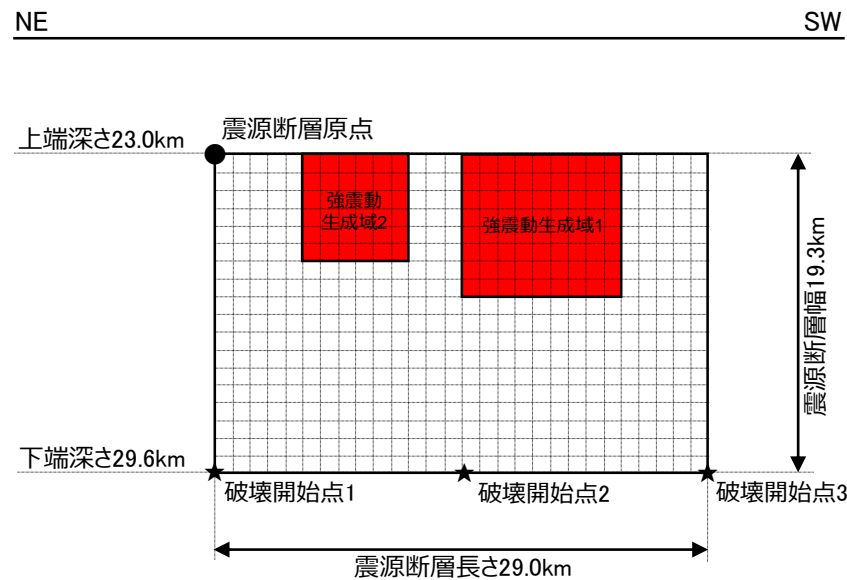 NE
SW
震源断層原点
上端深さ23.0km
強震動
生成域2
強震動生成域1
震源断層幅19.3km
下端深さ29.6km
破壊開始点1
破壊開始点2
破壊開始点3
震源断層長さ29.0km